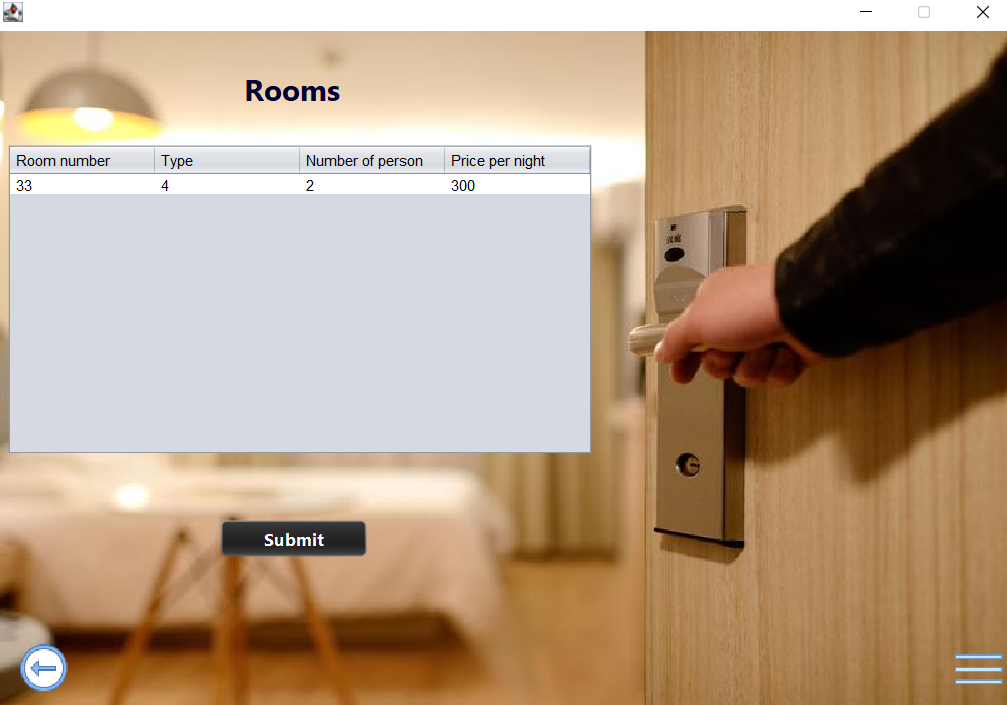 Rooms
Room number Type Number of person Price per night
33 4 2 300
Submit